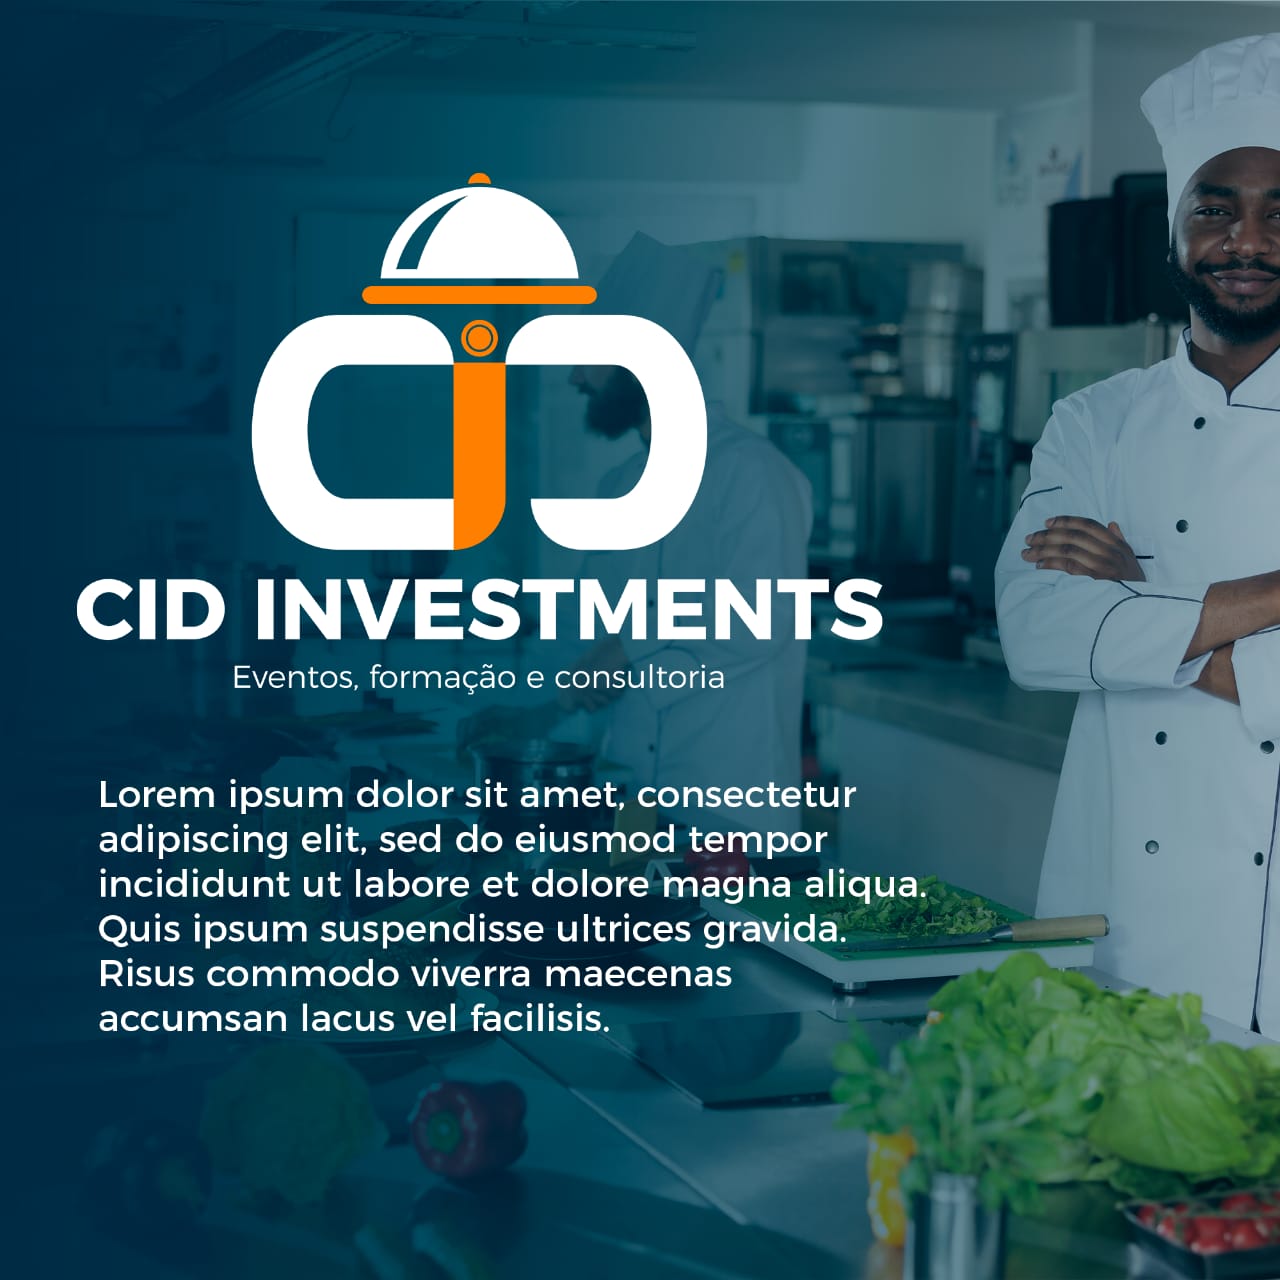 CID
CID INVESTMENTS
Eventos, formação e consultoria
Lorem ipsum dolor sit amet, consectetur
adipiscing elit, sed do eiusmod tempor
incididunt ut labore et dolore magna aliqua.
Quis ipsum suspendisse ultrices gravida.
Risus commodo viverra maecenas
accumsan lacus vel facilisis.